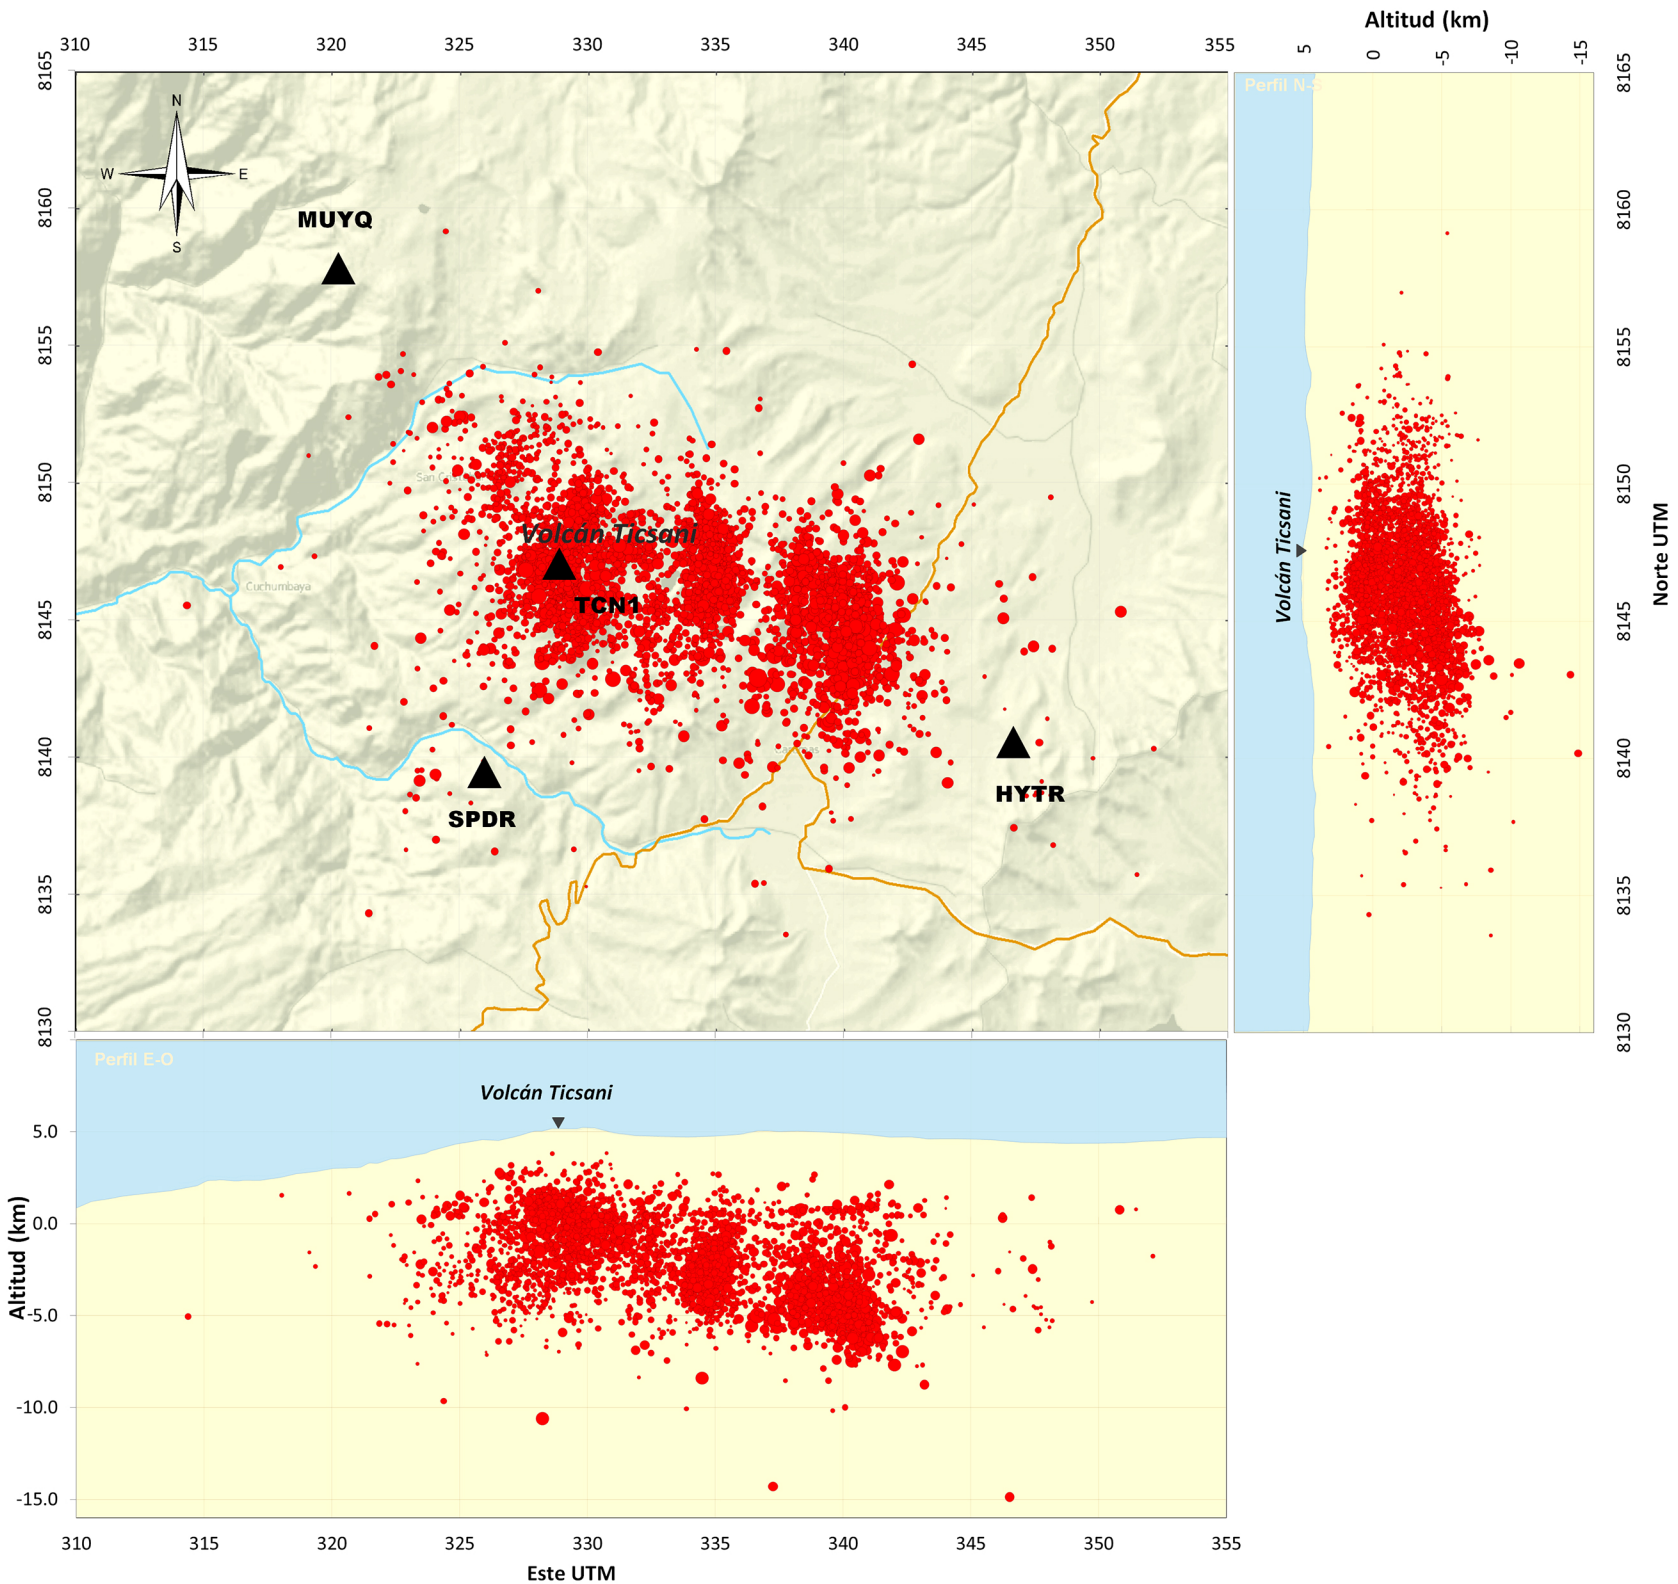 Altitud (km)
310 315 320 325 330 335 340 345 350 355
5 0 -5 -10 -15
8165
8165
Perfil N-S
N
W E
S
MUYQ
8160
8160
8155
8155
8150
8150
Volcán Ticsani
Volcán Ticsani
Norte UTM
Cuchumbaya
TCN1
8145
8145
8140
8140
HYTR
SPDR
8135
8135
8130
8130
Perfil E-O
Volcán Ticsani
5.0
0.0
-5.0
-10.0
-15.0
Altitud (km)
310 315 320 325 330 335 340 345 350 355
Este UTM